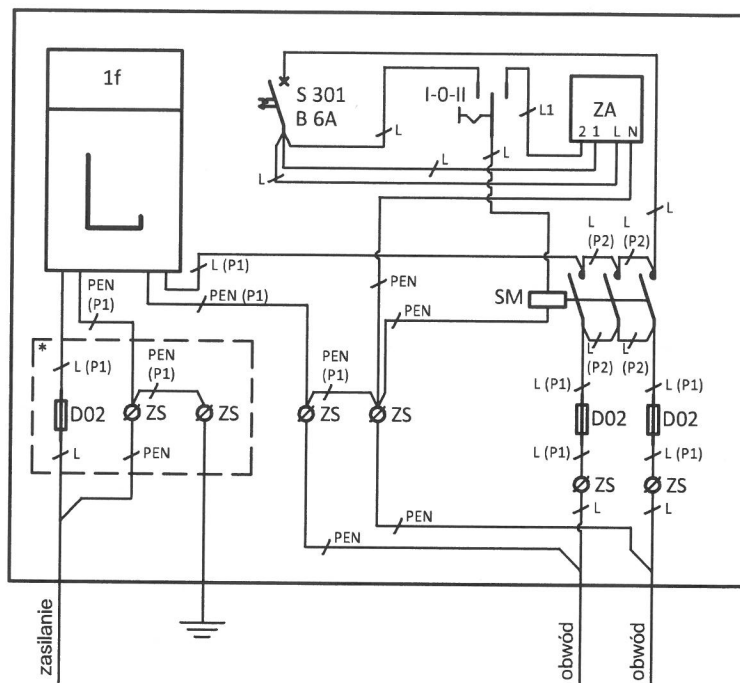 1f
S 301
B 6A
I-0-II
L1
ZA
2 1 L N
L
L
L
L
L
L (P1)
PEN (P1)
PEN
(P1)
L
(P2)
L
(P2)
SM
PEN
PEN
L
(P2)
L
(P2)
*
L (P1)
PEN
(P1)
PEN
(P1)
L (P1)
L (P1)
D02
ZS
ZS
ZS
ZS
D02
D02
L
PEN
L (P1)
L (P1)
ZS
ZS
L
L
PEN
PEN
zasilanie
obwód
obwód